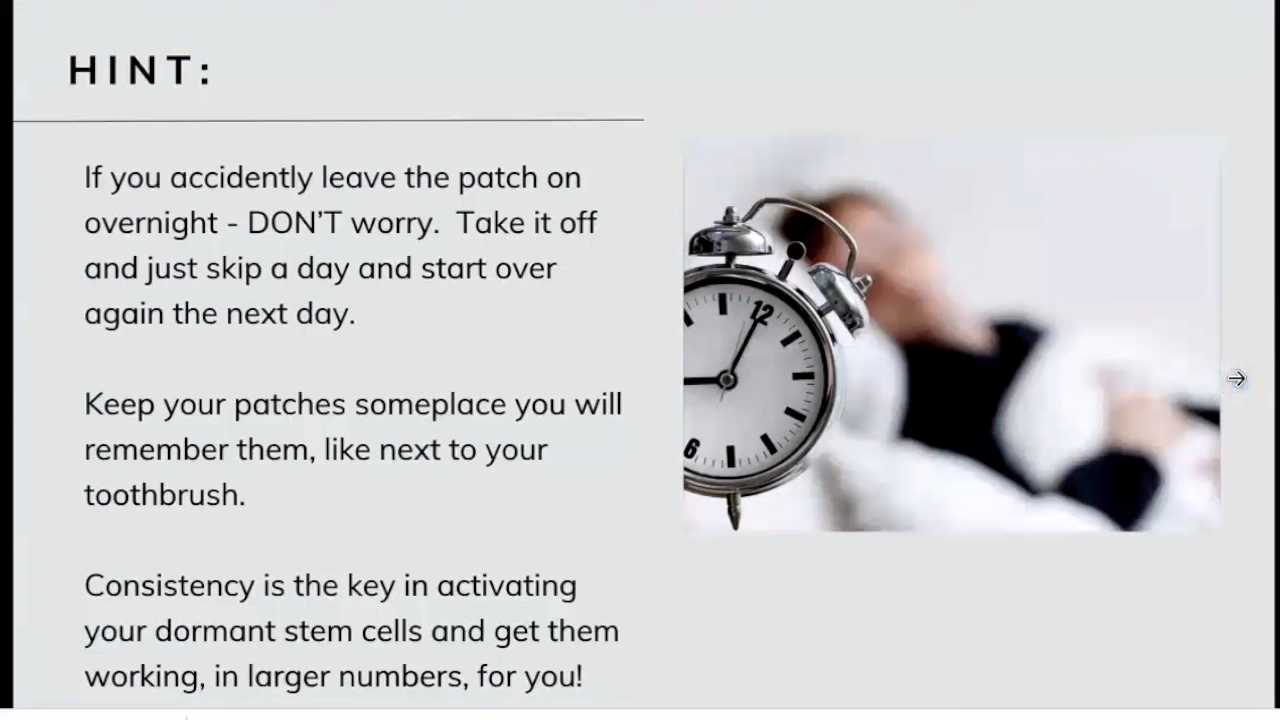 HINT:
If you accidently leave the patch on
overnight - DON'T worry.  Take it off
and just skip a day and start over
again the next day.
Keep your patches someplace you will
remember them, like next to your
toothbrush.
Consistency is the key in activating
your dormant stem cells and get them
working, in larger numbers, for you!
12
6